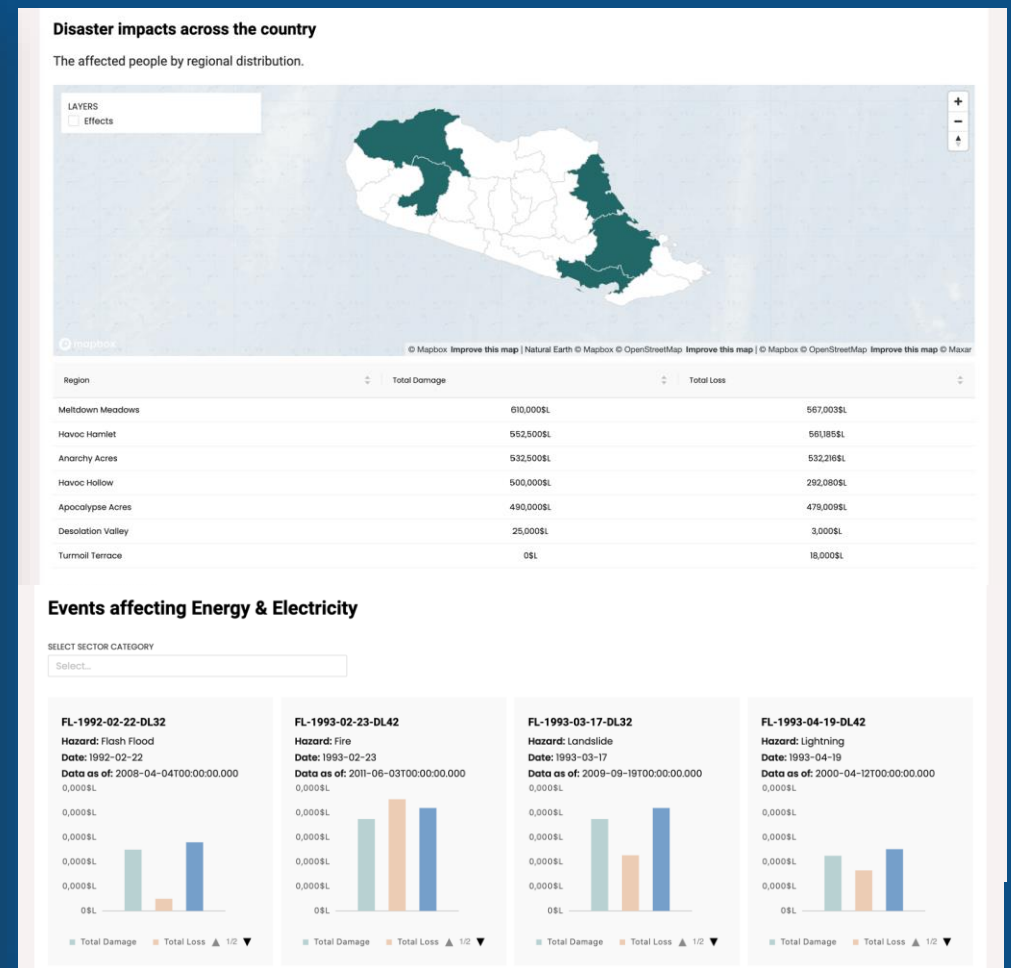 Disaster impacts across the country
The affected people by regional distribution.
LAYERS
Effects
mapbox
© Mapbox Improve this map | Natural Earth © Mapbox © OpenStreetMap Improve this map | © Mapbox © OpenStreetMap Improve this map © Maxar
Region Total Damage Total Loss
Meltdown Meadows 610,000$L 567,003$L
Havoc Hamlet 552,500$L 561,185$L
Anarchy Acres 532,500$L 532,216$L
Havoc Hollow 500,000$L 292,080$L
Apocalypse Acres 490,000$L 479,009$L
Desolation Valley 25,000$L 3,000$L
Turmoil Terrace 0$L 18,000$L
Events affecting Energy & Electricity
SELECT SECTOR CATEGORY
Select...
FL-1992-02-22-DL32
Hazard: Flash Flood
Date: 1992-02-22
Data as of: 2008-04-04T00:00:00.000
0,000$L
0,000$L
0,000$L
0,000$L
0,000$L
0$L
Total Damage Total Loss ▲ 1/2 ▼
FL-1993-02-23-DL42
Hazard: Fire
Date: 1993-02-23
Data as of: 2011-06-03T00:00:00.000
0,000$L
0,000$L
0,000$L
0,000$L
0,000$L
0$L
Total Damage Total Loss ▲ 1/2 ▼
FL-1993-03-17-DL32
Hazard: Landslide
Date: 1993-03-17
Data as of: 2009-09-19T00:00:00.000
0,000$L
0,000$L
0,000$L
0,000$L
0,000$L
0$L
Total Damage Total Loss ▲ 1/2 ▼
FL-1993-04-19-DL42
Hazard: Lightning
Date: 1993-04-19
Data as of: 2000-04-12T00:00:00.000
0,000$L
0,000$L
0,000$L
0,000$L
0,000$L
0$L
Total Damage Total Loss ▲ 1/2 ▼